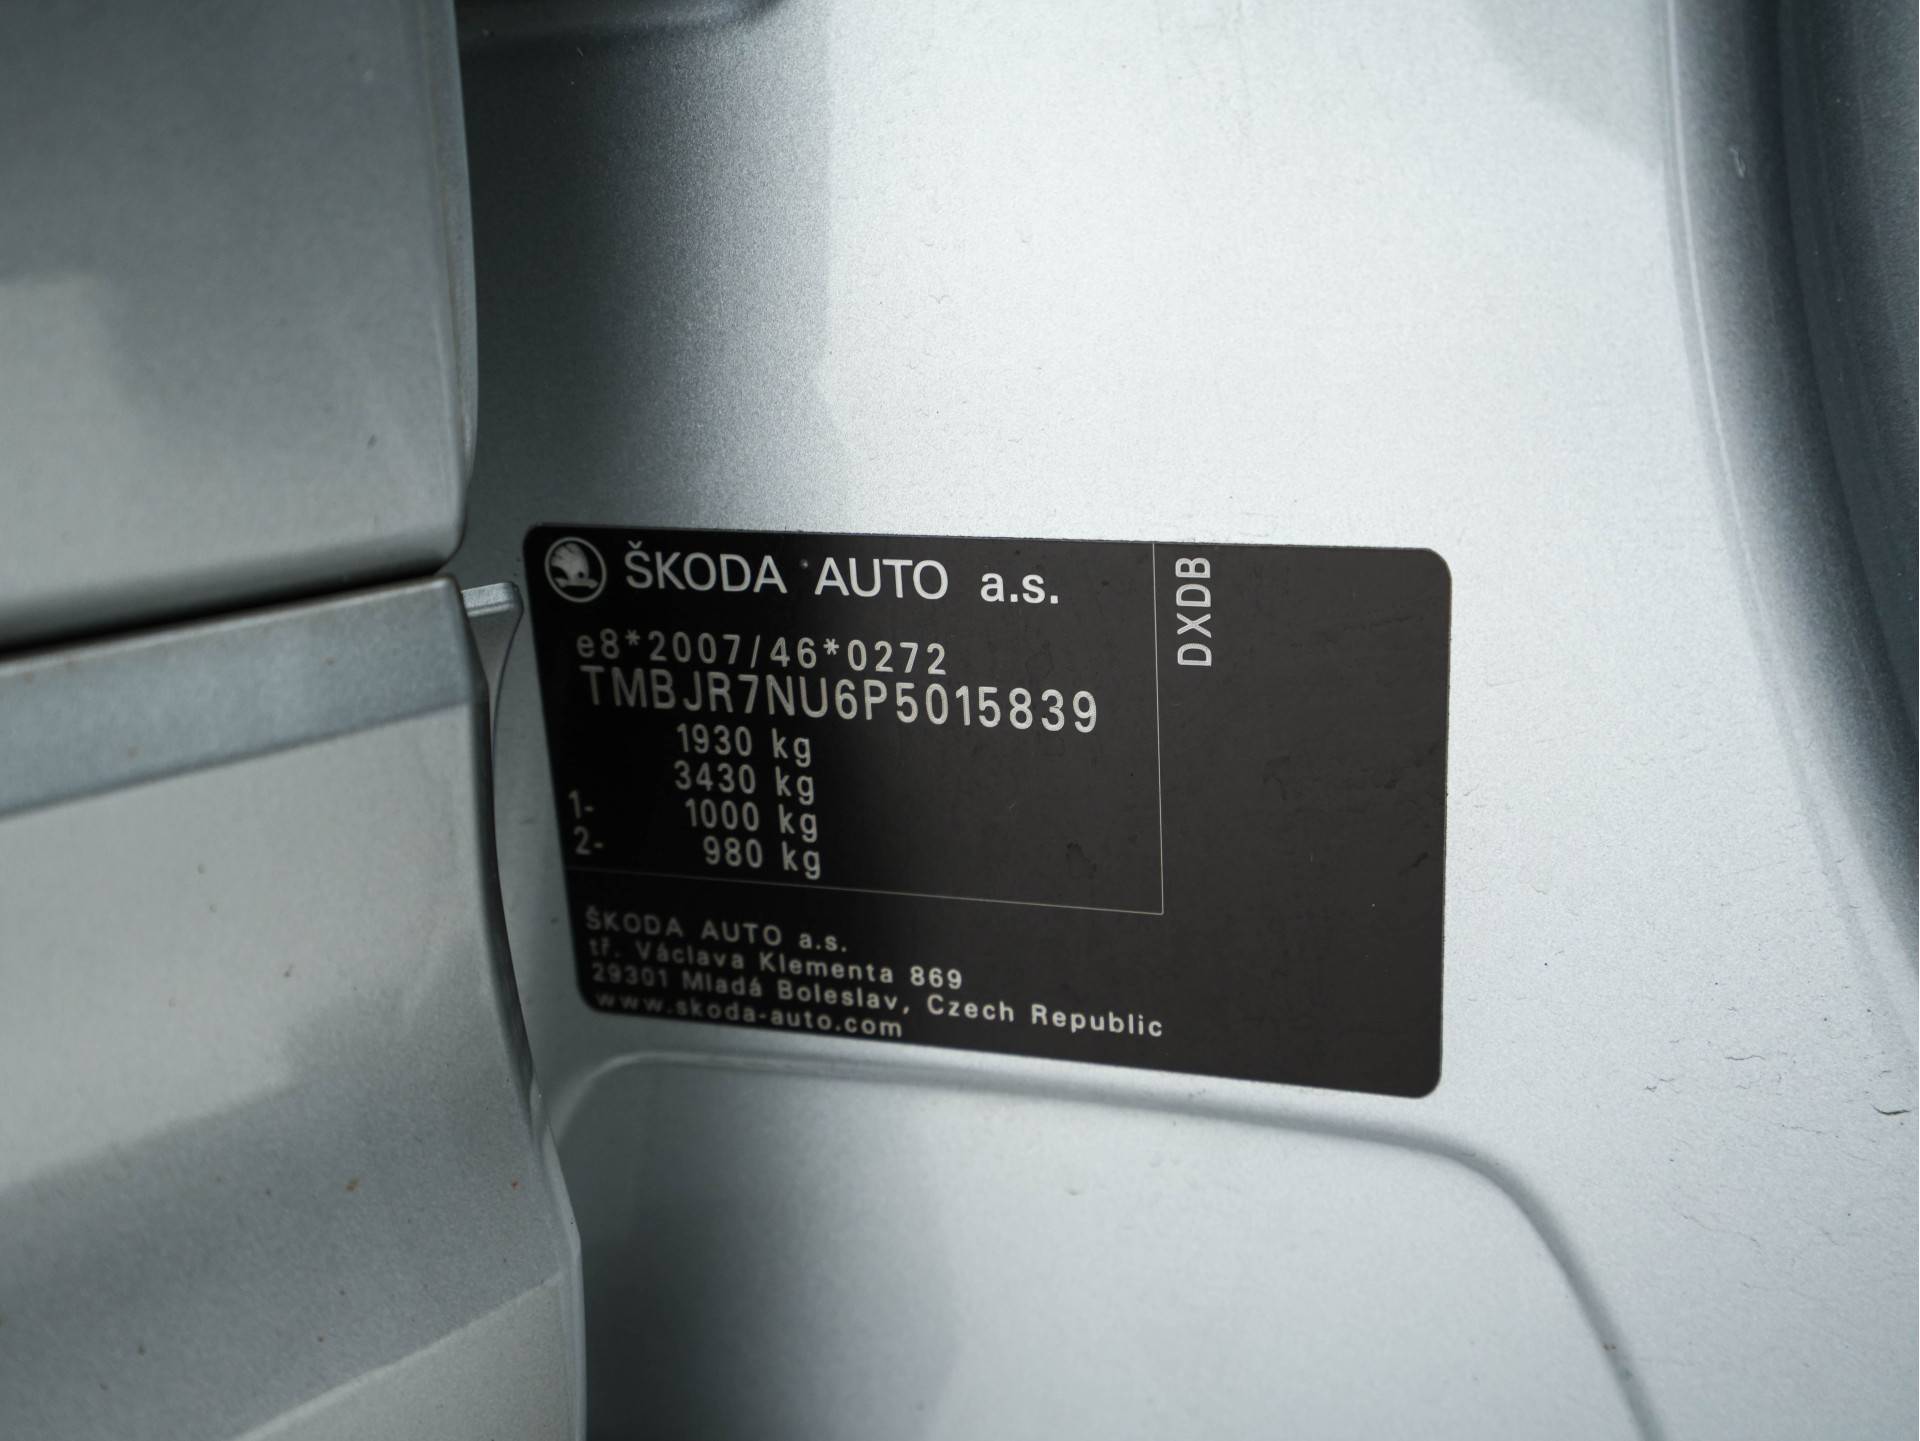 ŠKODA AUTO a.s.
DXDB
e8*2007/46*0272
TMBJR7NU6P5015839
1930 kg
3430 kg
1- 1000 kg
2- 980 kg
ŠKODA AUTO a.s.
tř. Václava Klementa 869
29301 Mladá Boleslav, Czech Republic
www.skoda-auto.com